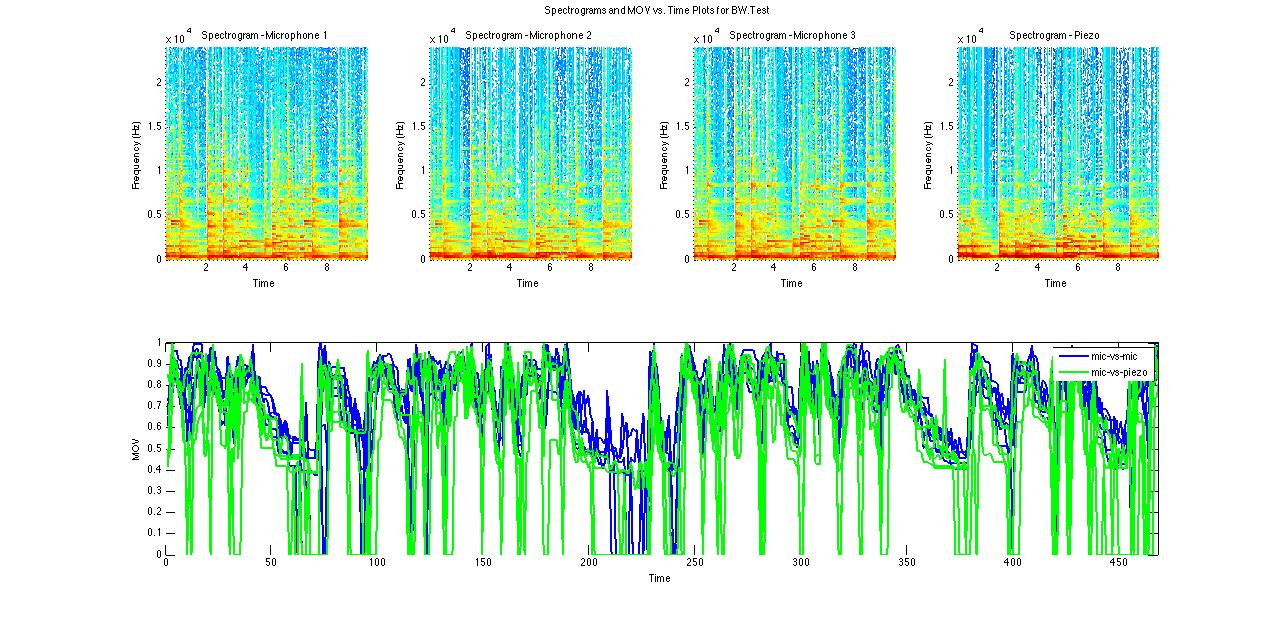 Spectrograms and MOV vs. Time Plots for BW.Test
x 10^4 Spectrogram - Microphone 1
x 10^4 Spectrogram - Microphone 2
x 10^4 Spectrogram - Microphone 3
x 10^4 Spectrogram - Piezo
Frequency (Hz)
2
1.5
1
0.5
0
2 4 6 8
Time
Frequency (Hz)
2
1.5
1
0.5
0
2 4 6 8
Time
Frequency (Hz)
2
1.5
1
0.5
0
2 4 6 8
Time
Frequency (Hz)
2
1.5
1
0.5
0
2 4 6 8
Time
MOV
1
0.9
0.8
0.7
0.6
0.5
0.4
0.3
0.2
0.1
0
mic-vs-mic
mic-vs-piezo
0 50 100 150 200 250 300 350 400 450
Time